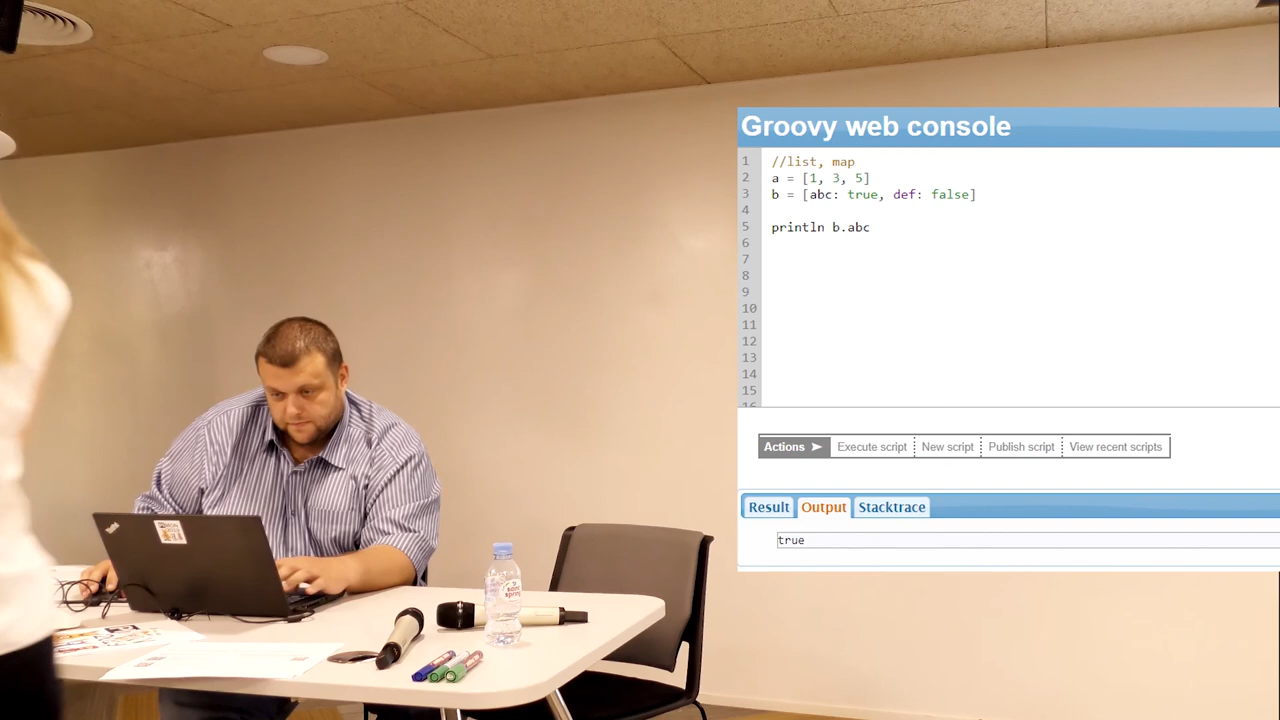 Groovy web console
1 //list, map
2 a = [1, 3, 5]
3 b = [abc: true, def: false]
4
5 println b.abc
6
7
8
9
10
11
12
13
14
15
16
Actions
Execute script
New script
Publish script
View recent scripts
Result Output Stacktrace
true